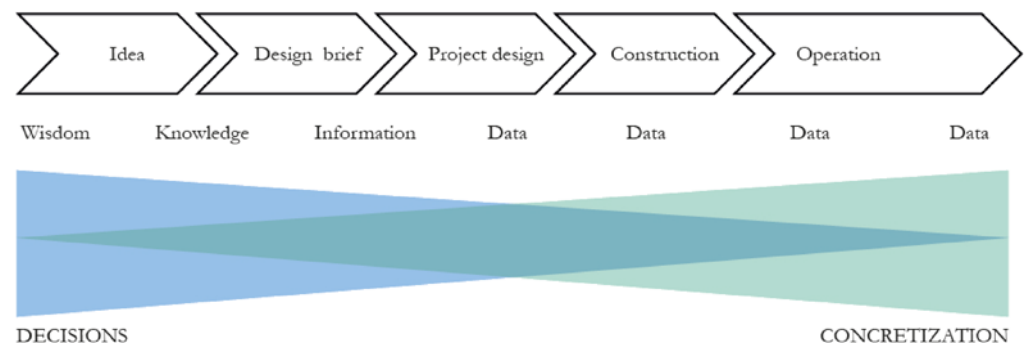 Idea Design brief Project design Construction Operation
Wisdom Knowledge Information Data Data Data Data
DECISIONS CONCRETIZATION